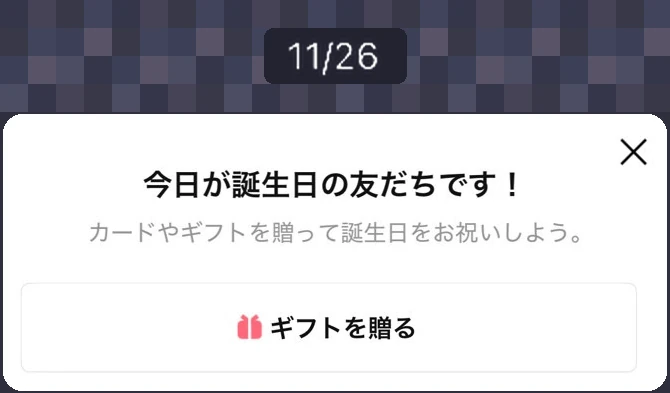 11/26
今日が誕生日の友だちです！
カードやギフトを贈って誕生日をお祝いしよう。
ギフトを贈る